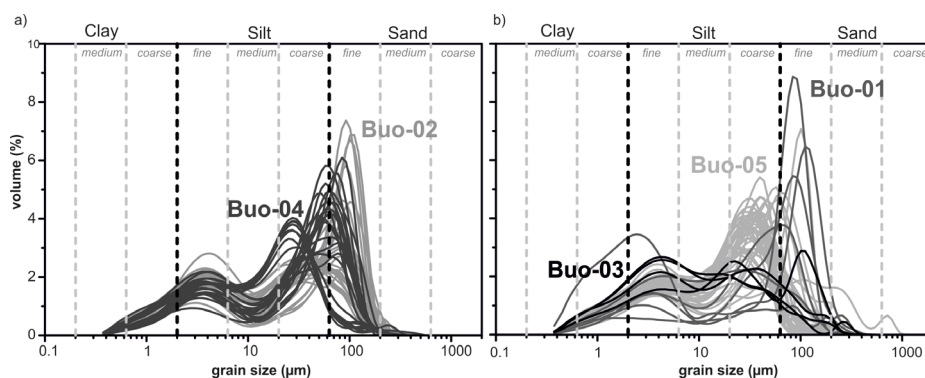 a)
Clay Silt Sand
medium coarse fine medium coarse fine medium coarse
10
8
6
4
2
0
volume (%)
Buo-02
Buo-04
0.1 1 10 100 1000
grain size (µm)
b)
Clay Silt Sand
medium coarse fine medium coarse fine medium coarse
Buo-01
Buo-05
Buo-03
0.1 1 10 100 1000
grain size (µm)